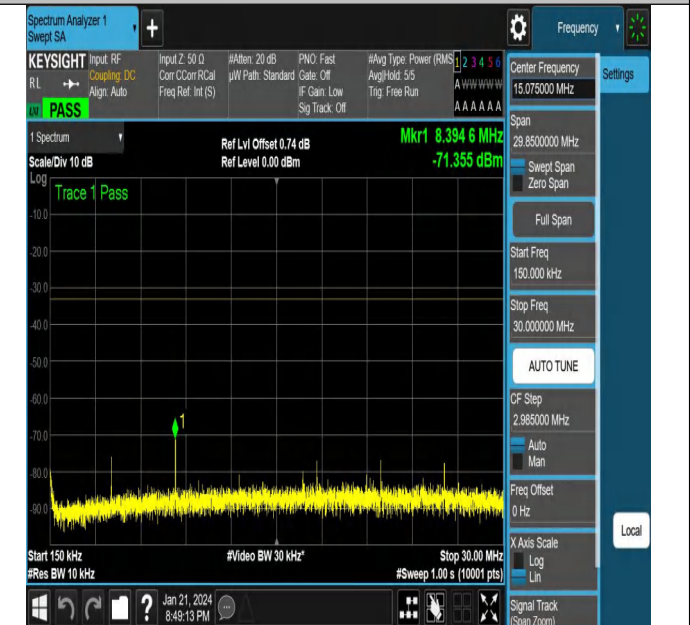 Spectrum Analyzer 1
Swept SA
Frequency
KEYSIGHT
RL
PASS
Input: RF
Coupling: DC
Align: Auto
Input Z: 50 Ω
Corr CCorr RCal
Freq Ref: Int (S)
#Atten: 20 dB
µW Path: Standard
PNO: Fast
Gate: Off
IF Gain: Low
Sig Track: Off
#Avg Type: Power (RMS
Avg|Hold: 5/5
Trig: Free Run
1 2 3 4 5 6
A W W W W W
A A A A A A
Center Frequency
15.075000 MHz
Settings
Span
29.8500000 MHz
Swept Span
Zero Span
Full Span
Start Freq
150.000 kHz
Stop Freq
30.000000 MHz
AUTO TUNE
CF Step
2.985000 MHz
Auto
Man
Freq Offset
0 Hz
X Axis Scale
Log
Lin
Signal Track
(Span Zoom)
Local
1 Spectrum
Scale/Div 10 dB
Ref Lvl Offset 0.74 dB
Ref Level 0.00 dBm
Mkr1 8.394 6 MHz
-71.355 dBm
Log
Trace 1 Pass
-10.0
-20.0
-30.0
-40.0
-50.0
-60.0
-70.0
-80.0
-90.0
1
Start 150 kHz
#Res BW 10 kHz
#Video BW 30 kHz*
Stop 30.00 MHz
#Sweep 1.00 s (10001 pts)
Jan 21, 2024
8:49:13 PM